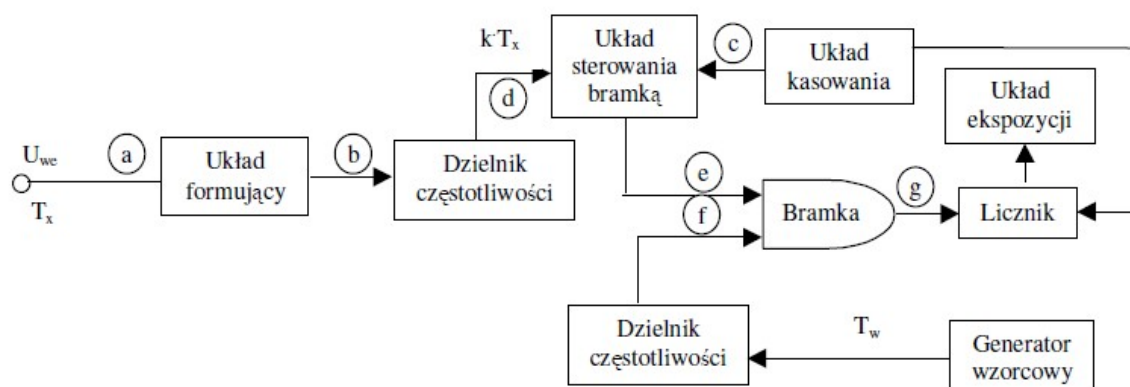 k·Tₓ
Układ
sterowania
bramką
c
Układ
kasowania
d
Układ
ekspozycji
Uwe
a
Układ
formujący
b
Dzielnik
częstotliwości
e
f
Bramka
g
Licznik
Tₓ
Dzielnik
częstotliwości
Tw
Generator
wzorcowy